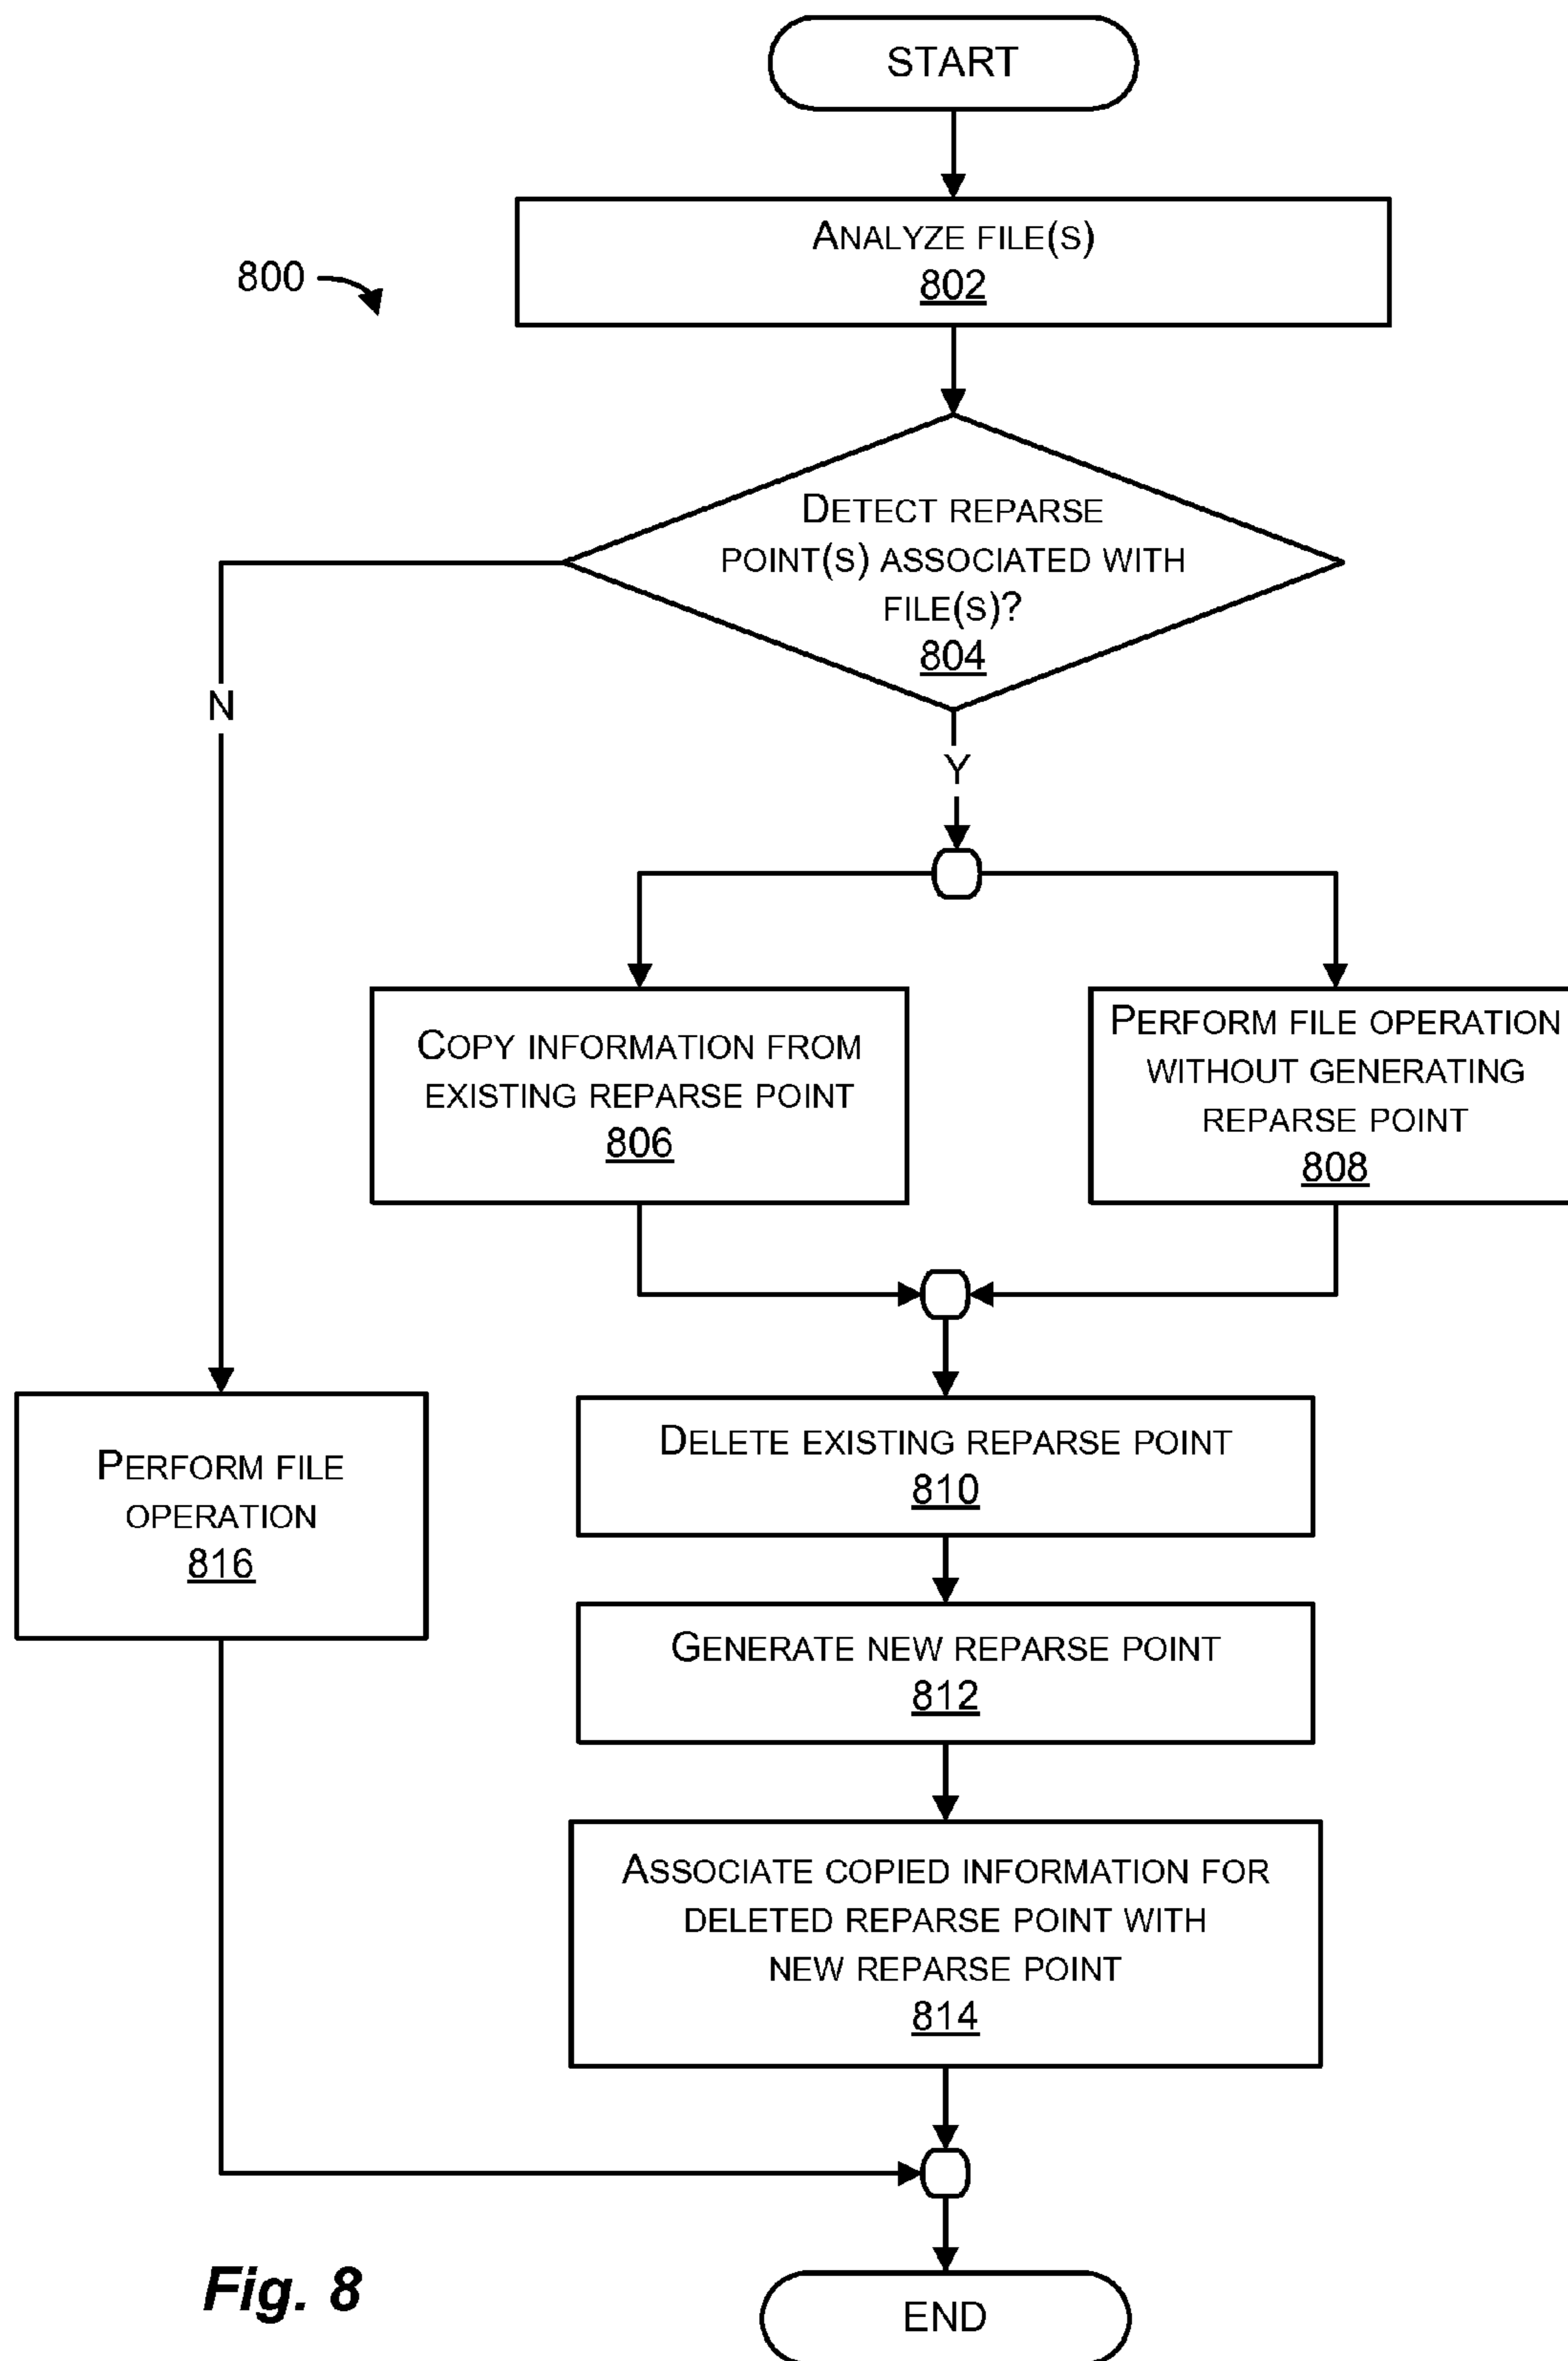 START
ANALYZE FILE(S)
802
800
DETECT REPARSE
POINT(S) ASSOCIATED WITH
FILE(S)?
804
N
Y
COPY INFORMATION FROM
EXISTING REPARSE POINT
806
PERFORM FILE OPERATION
WITHOUT GENERATING
REPARSE POINT
808
DELETE EXISTING REPARSE POINT
810
PERFORM FILE
OPERATION
816
GENERATE NEW REPARSE POINT
812
ASSOCIATE COPIED INFORMATION FOR
DELETED REPARSE POINT WITH
NEW REPARSE POINT
814
Fig. 8
END